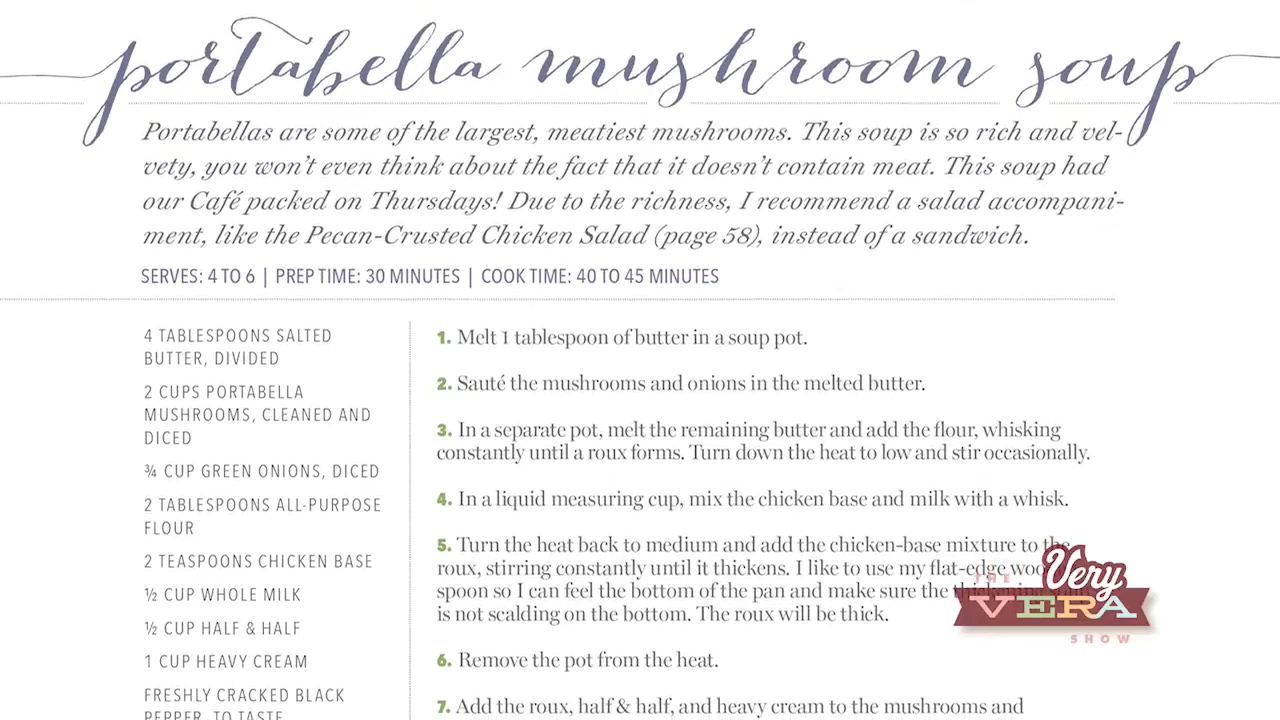 portabella mushroom soup
Portabellas are some of the largest, meatiest mushrooms. This soup is so rich and vel-
vety, you won't even think about the fact that it doesn't contain meat. This soup had
our Café packed on Thursdays! Due to the richness, I recommend a salad accompani-
ment, like the Pecan-Crusted Chicken Salad (page 58), instead of a sandwich.
SERVES: 4 TO 6 | PREP TIME: 30 MINUTES | COOK TIME: 40 TO 45 MINUTES
4 TABLESPOONS SALTED
BUTTER, DIVIDED
2 CUPS PORTABELLA
MUSHROOMS, CLEANED AND
DICED
¾ CUP GREEN ONIONS, DICED
2 TABLESPOONS ALL-PURPOSE
FLOUR
2 TEASPOONS CHICKEN BASE
½ CUP WHOLE MILK
½ CUP HALF & HALF
1 CUP HEAVY CREAM
FRESHLY CRACKED BLACK
PEPPER, TO TASTE
1. Melt 1 tablespoon of butter in a soup pot.
2. Sauté the mushrooms and onions in the melted butter.
3. In a separate pot, melt the remaining butter and add the flour, whisking
constantly until a roux forms. Turn down the heat to low and stir occasionally.
4. In a liquid measuring cup, mix the chicken base and milk with a whisk.
5. Turn the heat back to medium and add the chicken-base mixture to the
roux, stirring constantly until it thickens. I like to use my flat-edge
spoon so I can feel the bottom of the pan and make sure the
is not scalding on the bottom. The roux will be thick.
6. Remove the pot from the heat.
7. Add the roux, half & half, and heavy cream to the mushrooms and
THE Very
VERA
SHOW